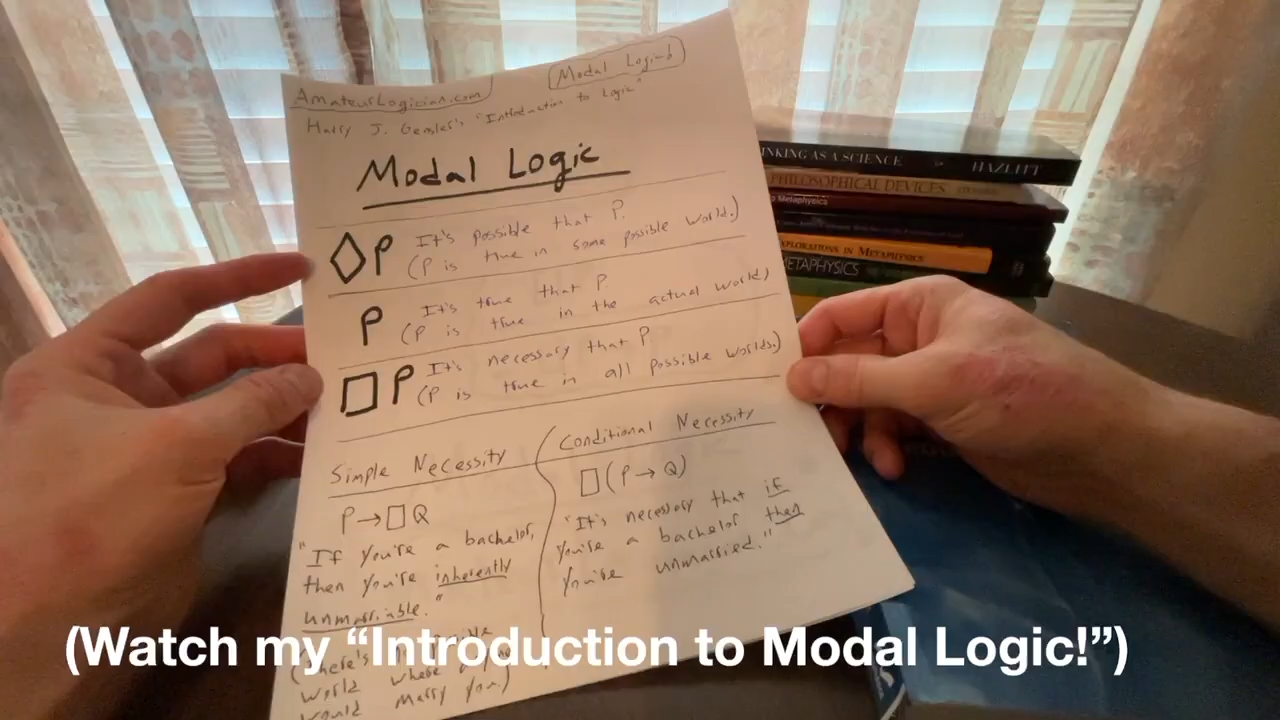 AmateurLogician.com
Modal Logic
Harry J. Gensler's "Introduction to Logic"
Modal Logic
◇P It's possible that P.
(P is true in some possible world.)
P It's true that P
(P is true in the actual world)
□P It's necessary that P.
(P is true in all possible worlds.)
Simple Necessity
P→□Q
"If you're a bachelor,
then you're inherently
unmarriable."
(There's
world where
would marry you.)
Conditional Necessity
□(P→Q)
"It's necessary that if
you're a bachelor then
you're unmarried."
THINKING AS A SCIENCE HAZLITT
PHILOSOPHICAL DEVICES
Metaphysics
EXPLORATIONS IN METAPHYSICS
METAPHYSICS
(Watch my “Introduction to Modal Logic!”)